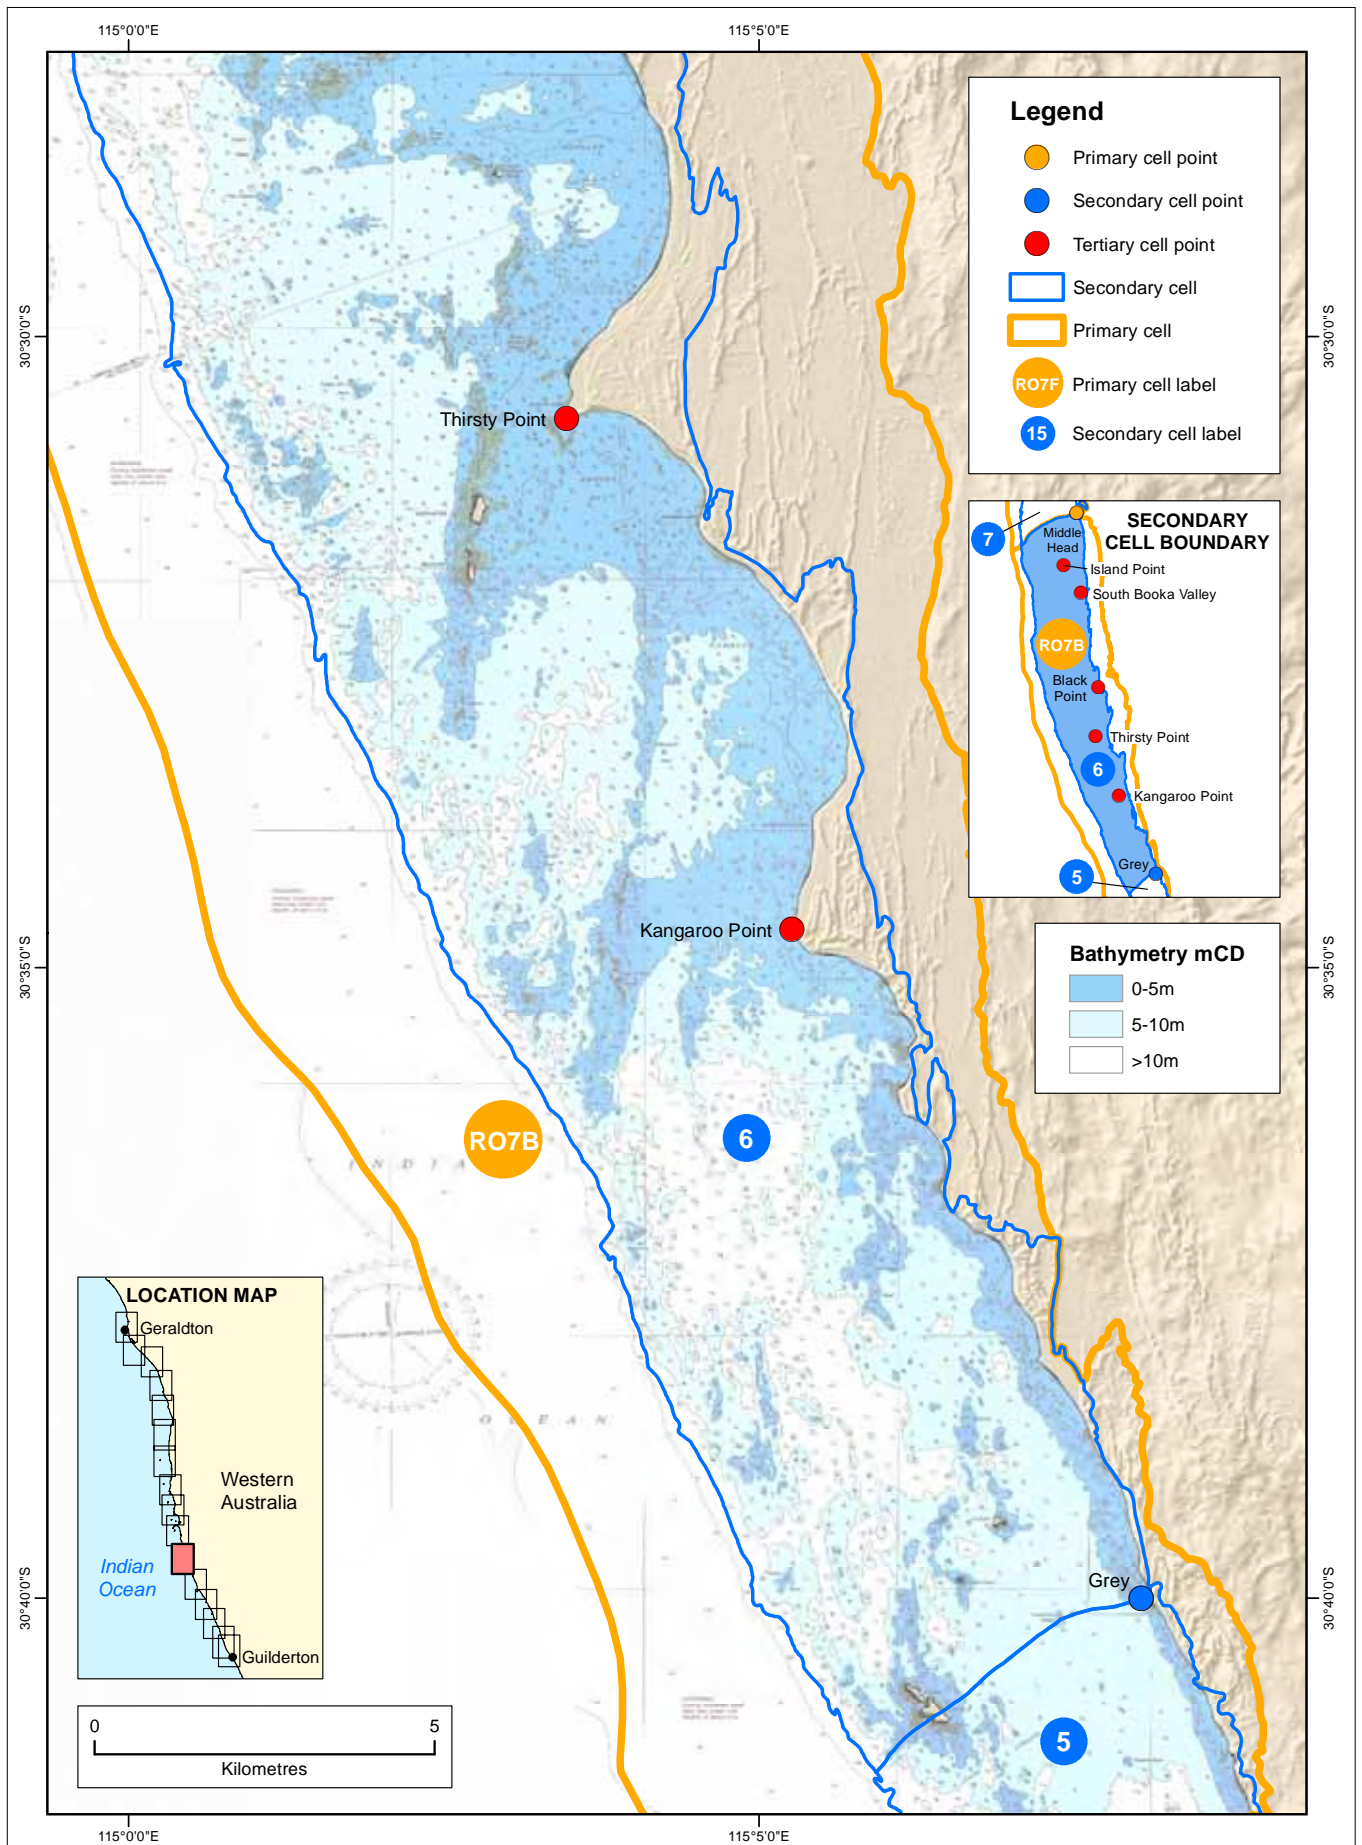 115°0'0"E
115°5'0"E
30°30'0"S
30°30'0"S
30°35'0"S
30°35'0"S
30°40'0"S
30°40'0"S
115°0'0"E
115°5'0"E
Legend
Primary cell point
Secondary cell point
Tertiary cell point
Secondary cell
Primary cell
RO7F
Primary cell label
15
Secondary cell label
SECONDARY
CELL BOUNDARY
7
Middle
Head
Island Point
South Booka Valley
RO7B
Black
Point
Thirsty Point
6
Kangaroo Point
Grey
5
Bathymetry mCD
0-5m
5-10m
>10m
Thirsty Point
Kangaroo Point
RO7B
6
INDIA
OCEAN
Grey
5
LOCATION MAP
Geraldton
Western
Australia
Indian
Ocean
Guilderton
0
5
Kilometres